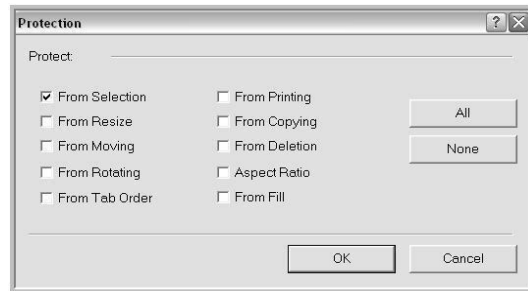 Protection
Protect:
From Selection
From Resize
From Moving
From Rotating
From Tab Order
From Printing
From Copying
From Deletion
Aspect Ratio
From Fill
All
None
OK
Cancel